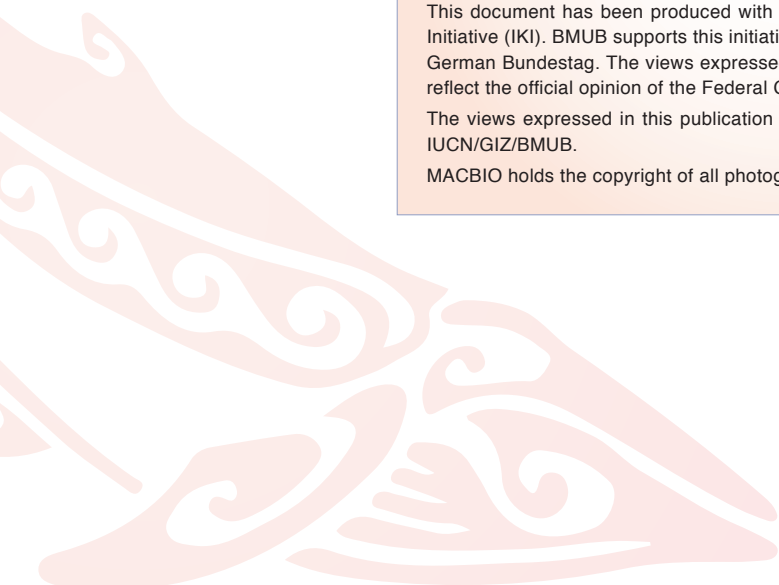 This document has been produced with
Initiative (IKI). BMUB supports this initiati
German Bundestag. The views expresse
reflect the official opinion of the Federal
The views expressed in this publication
IUCN/GIZ/BMUB.
MACBIO holds the copyright of all photog